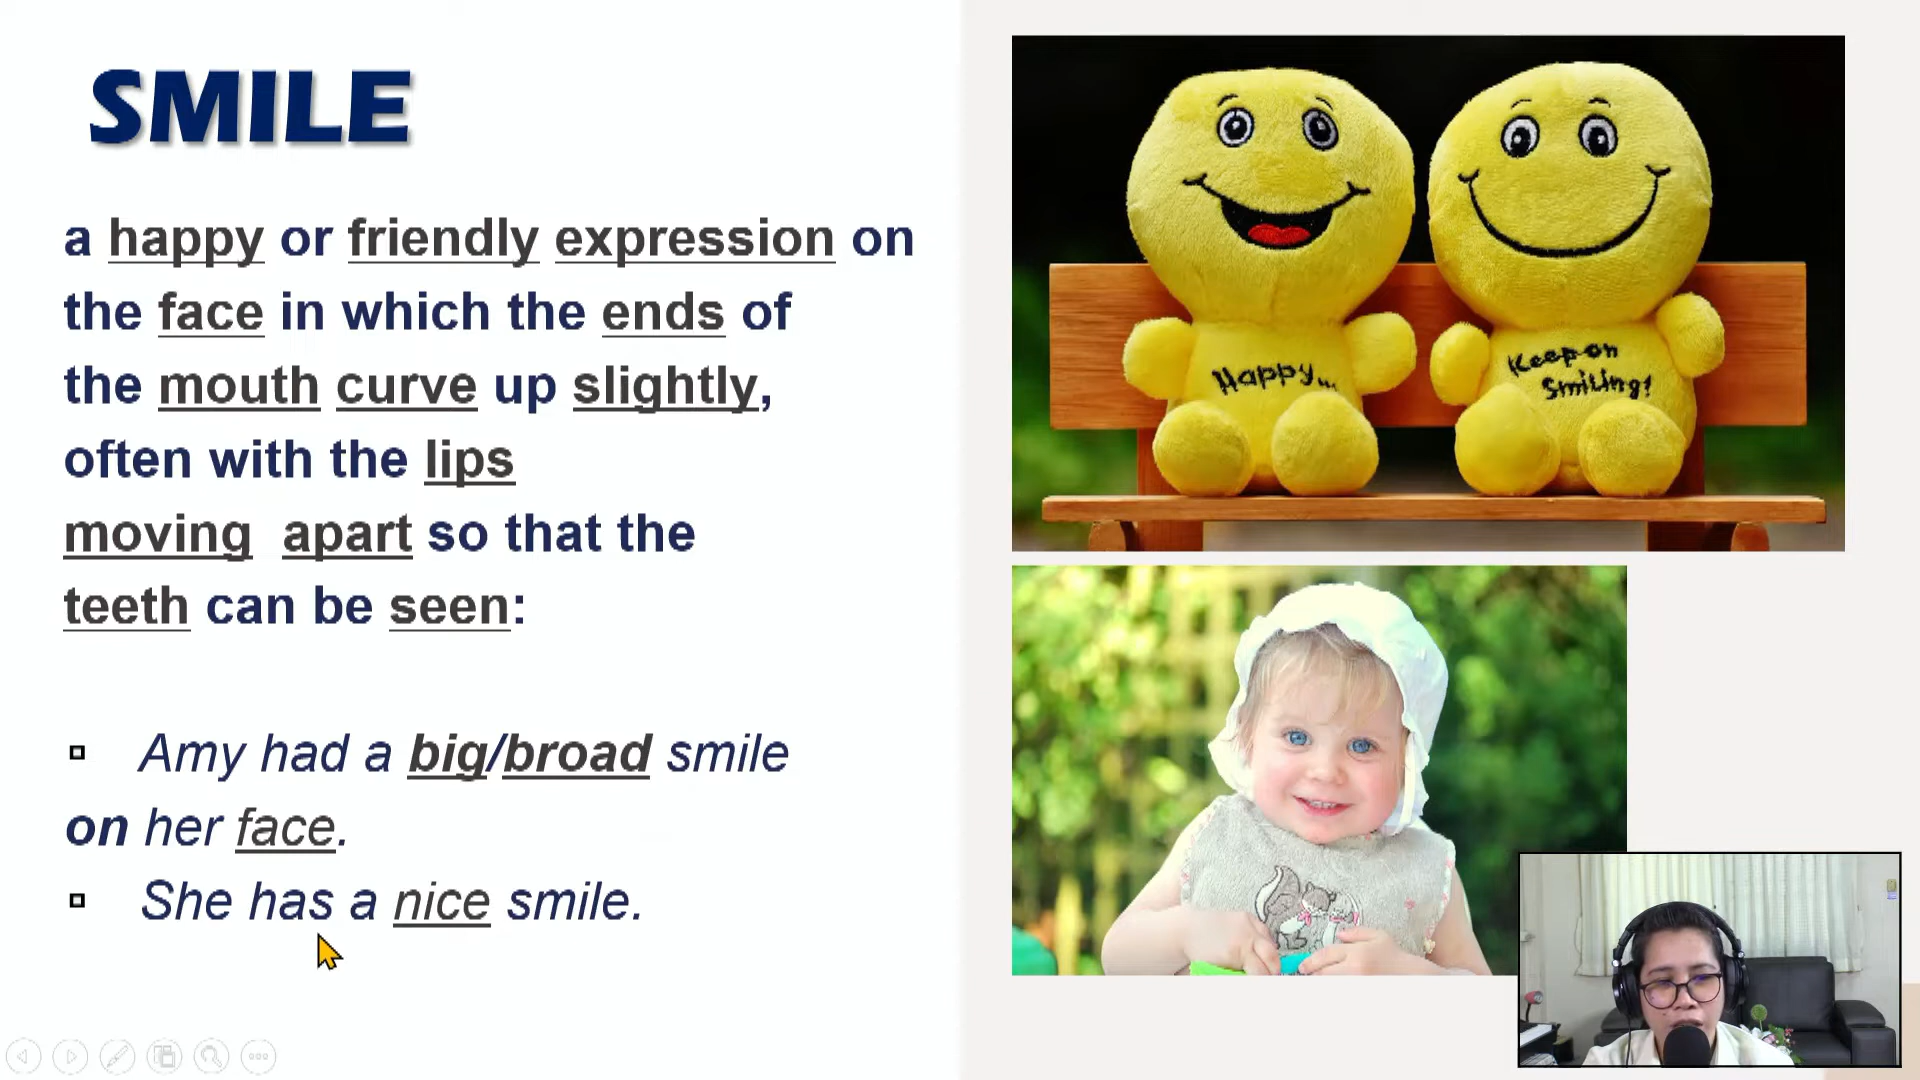 SMILE
a happy or friendly expression on
the face in which the ends of
the mouth curve up slightly,
often with the lips
moving apart so that the
teeth can be seen:
Amy had a big/broad smile
on her face.
She has a nice smile.
Happy...
Keep on
Smiling!